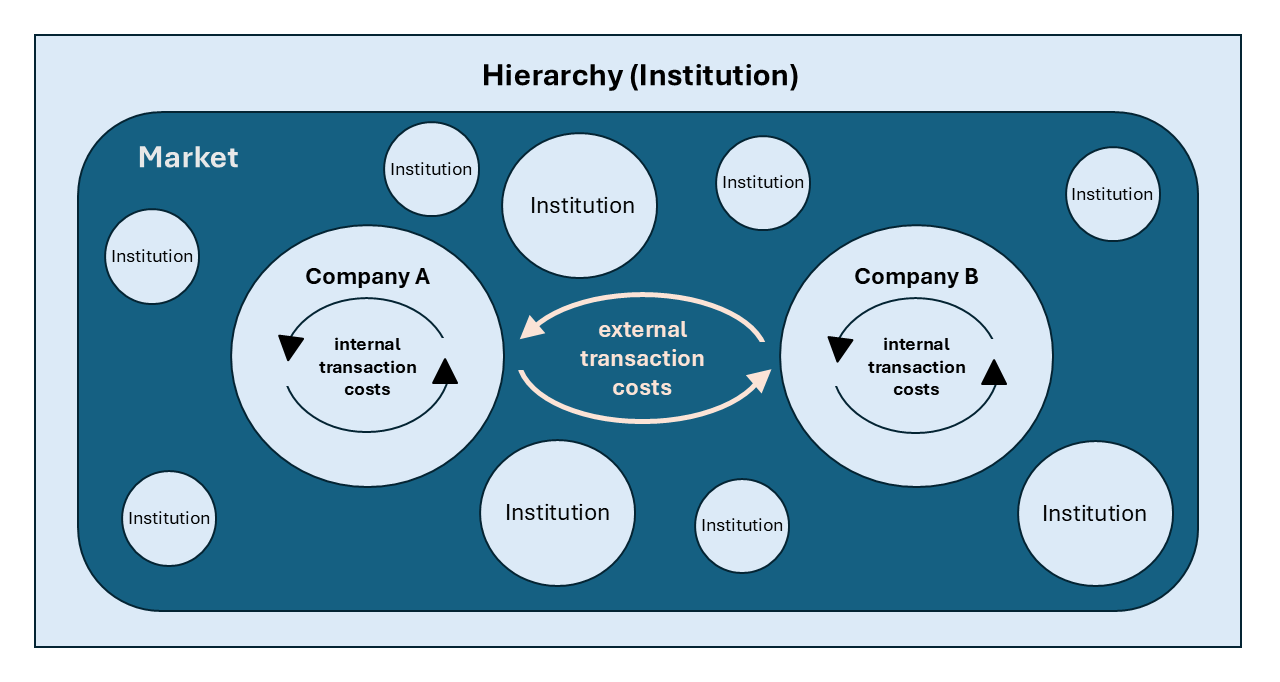 Hierarchy (Institution)
Market
Institution
Institution
Institution
Institution
Institution
Company A
internal
transaction
costs
external
transaction
costs
Company B
internal
transaction
costs
Institution
Institution
Institution
Institution